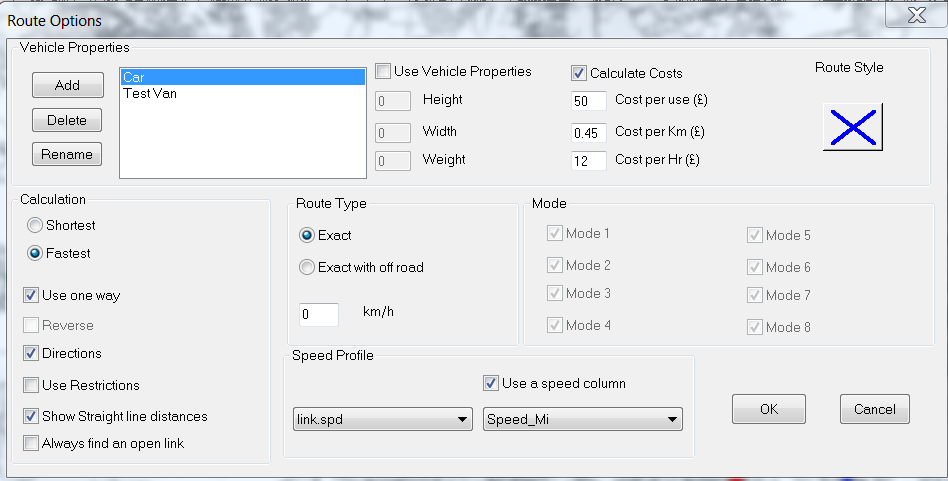 Route Options
Vehicle Properties
Add
Delete
Rename
Car
Test Van
Use Vehicle Properties
0 Height
0 Width
0 Weight
Calculate Costs
50 Cost per use (£)
0.45 Cost per Km (£)
12 Cost per Hr (£)
Route Style
Calculation
Shortest
Fastest
Use one way
Reverse
Directions
Use Restrictions
Show Straight line distances
Always find an open link
Route Type
Exact
Exact with off road
0 km/h
Mode
Mode 1
Mode 2
Mode 3
Mode 4
Mode 5
Mode 6
Mode 7
Mode 8
Speed Profile
Use a speed column
link.spd
Speed_Mi
OK
Cancel